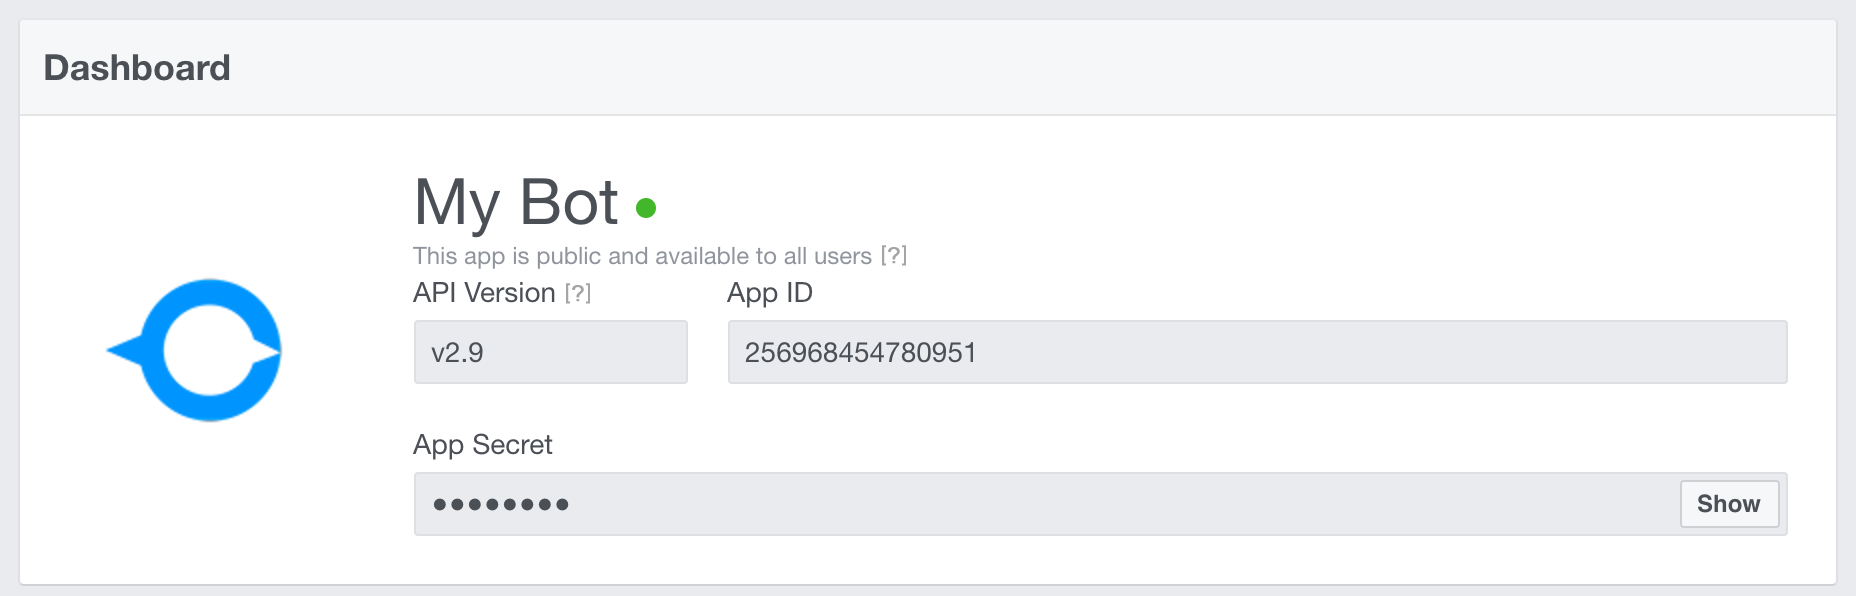 Dashboard
My Bot
This app is public and available to all users [?]
API Version [?] App ID
v2.9 256968454780951
App Secret
●●●●●●●● Show